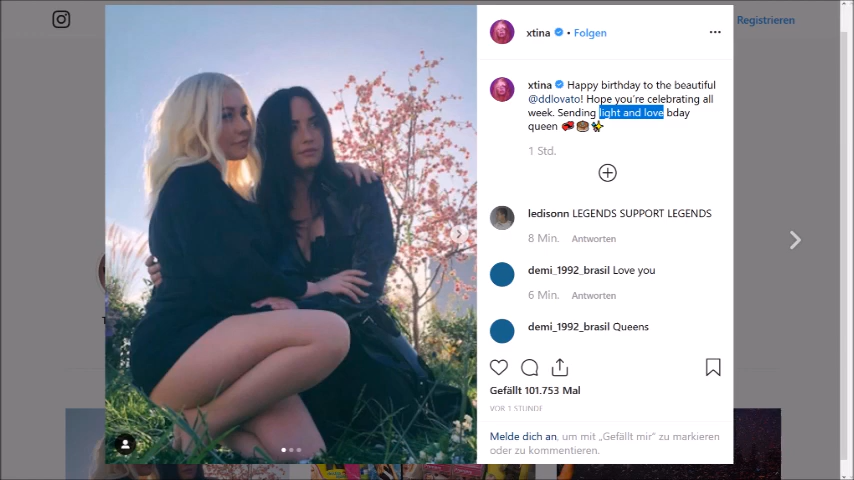 Registrieren
xtina • Folgen
xtina Happy birthday to the beautiful
@ddlovato! Hope you're celebrating all
week. Sending light and love bday
queen
1 Std.
ledisonn LEGENDS SUPPORT LEGENDS
8 Min. Antworten
demi_1992_brasil Love you
6 Min. Antworten
demi_1992_brasil Queens
Gefällt 101.753 Mal
VOR 1 STUNDE
Melde dich an, um mit „Gefällt mir“ zu markieren
oder zu kommentieren.